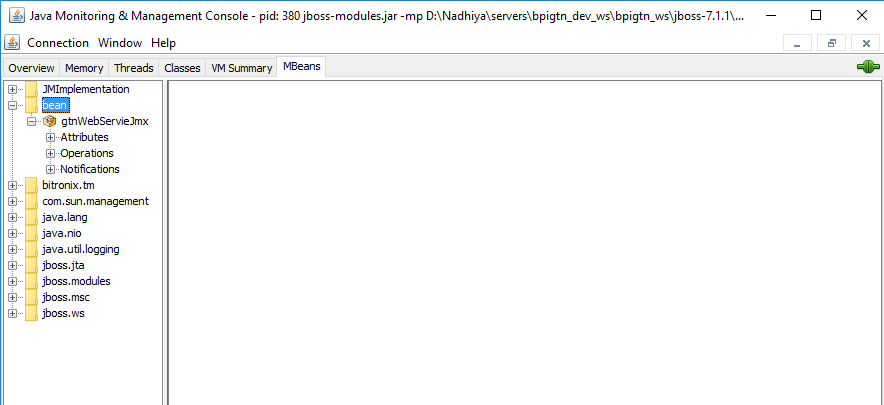 Java Monitoring & Management Console - pid: 380 jboss-modules.jar -mp D:\Nadhiya\servers\bpigtn_dev_ws\bpigtn_ws\jboss-7.1.1\...
Connection Window Help
Overview Memory Threads Classes VM Summary MBeans
JMImplementation
bean
gtnWebServieJmx
Attributes
Operations
Notifications
bitronix.tm
com.sun.management
java.lang
java.nio
java.util.logging
jboss.jta
jboss.modules
jboss.msc
jboss.ws